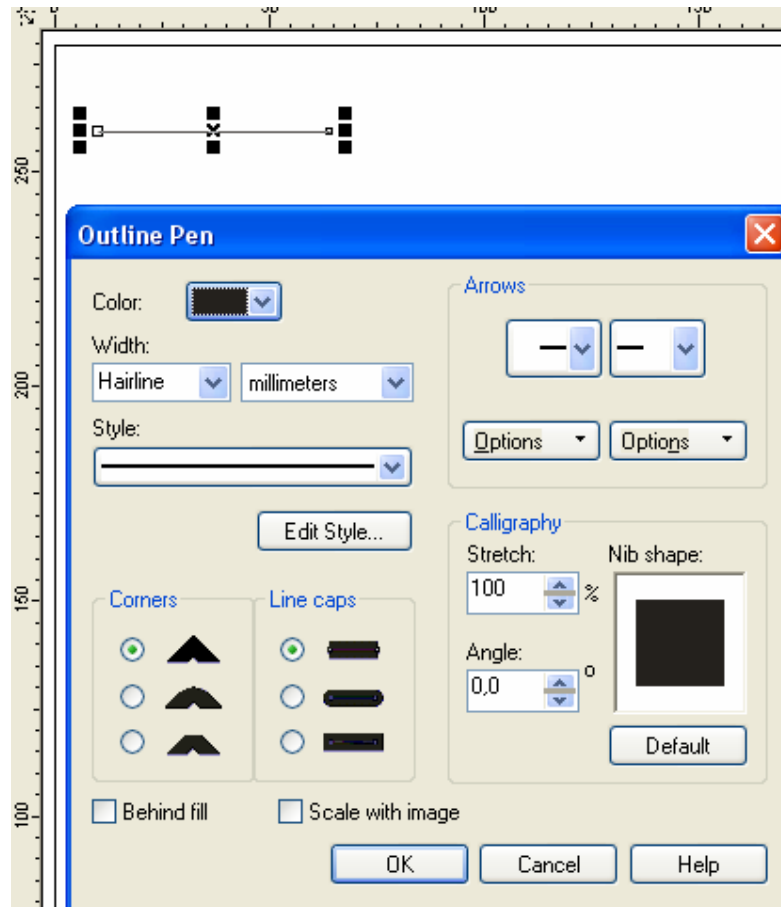 0 50 100 150
250
Outline Pen
Color:
Arrows
Width:
Hairline millimeters
200
Style:
Options Options
Edit Style...
Calligraphy
Stretch: Nib shape:
100 %
150
Corners Line caps
Angle:
0,0 o
Default
100
Behind fill Scale with image
OK Cancel Help